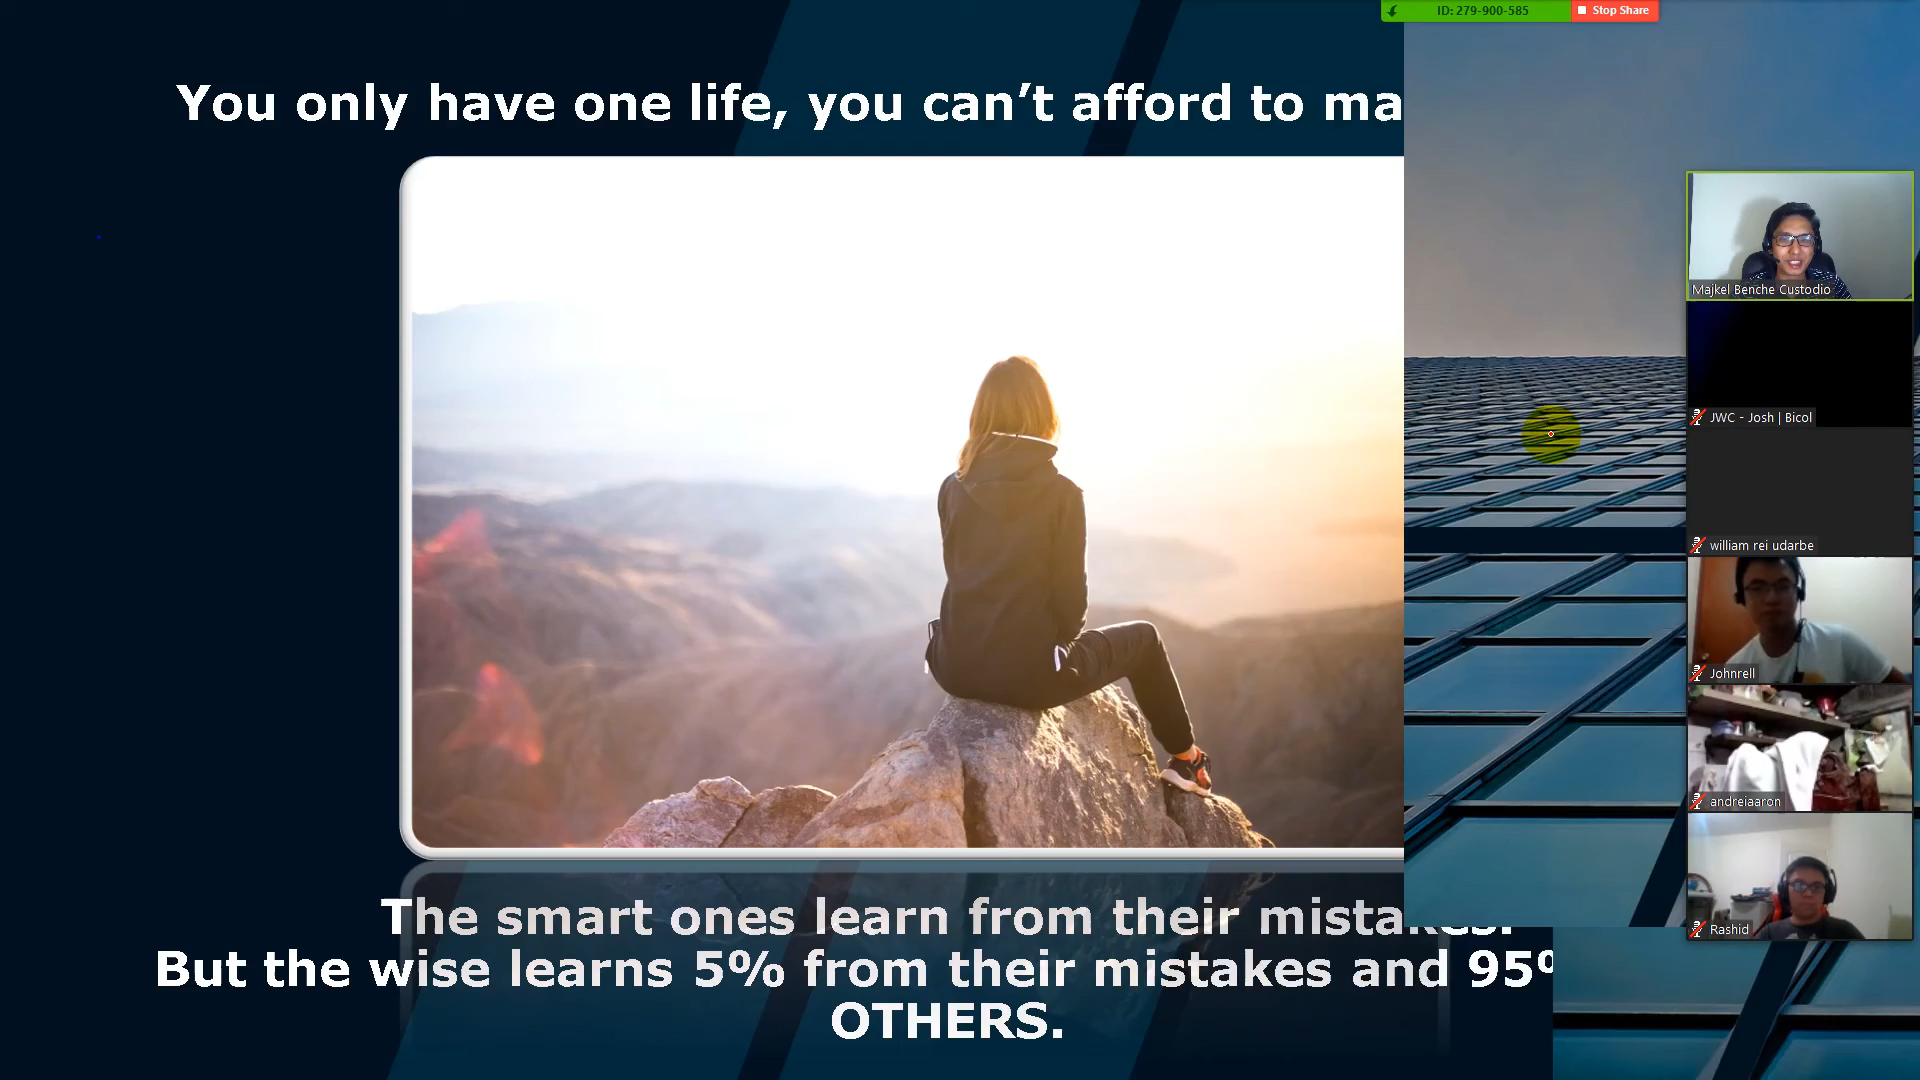 ID: 279-900-585
Stop Share
You only have one life, you can’t afford to ma
Majkel Benche Custodio
JWC - Josh | Bicol
william rei udarbe
Johnrell
andreiaaron
Rashid
The smart ones learn from their mistakes.
But the wise learns 5% from their mistakes and 95%
OTHERS.